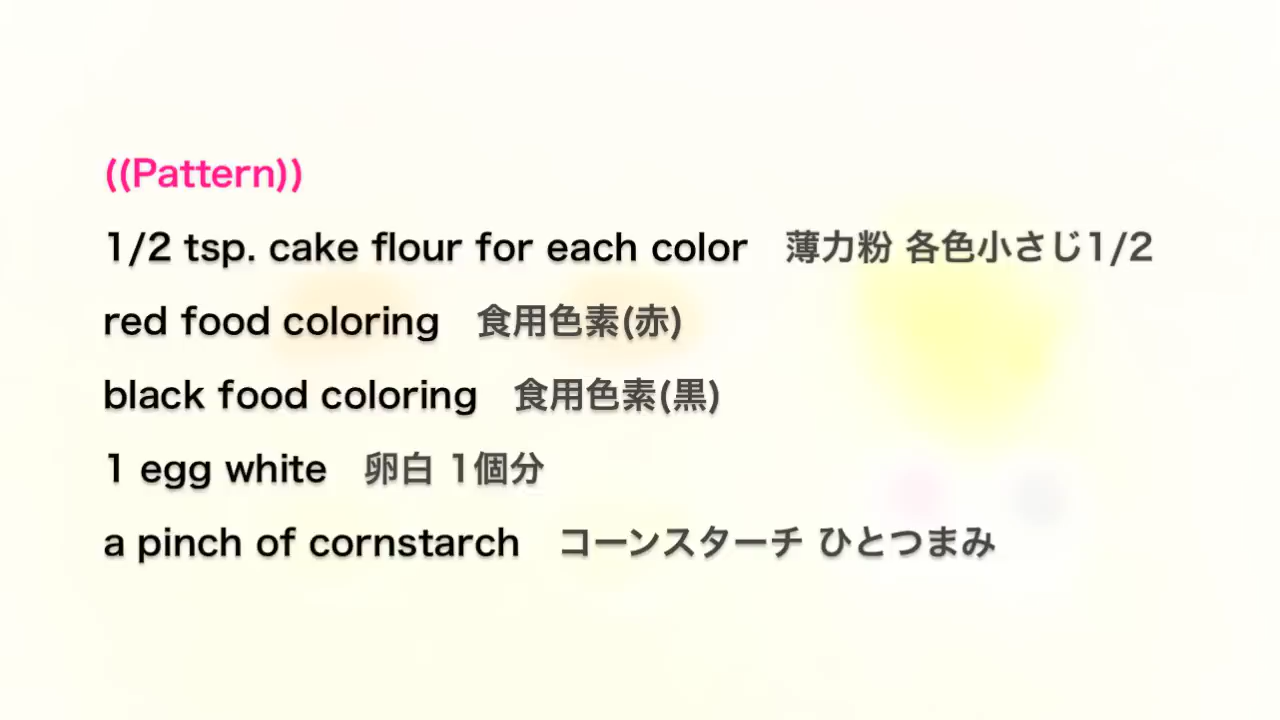 ((Pattern))
1/2 tsp. cake flour for each color　薄力粉 各色小さじ1/2
red food coloring　食用色素(赤)
black food coloring　食用色素(黒)
1 egg white　卵白 1個分
a pinch of cornstarch　コーンスターチ ひとつまみ